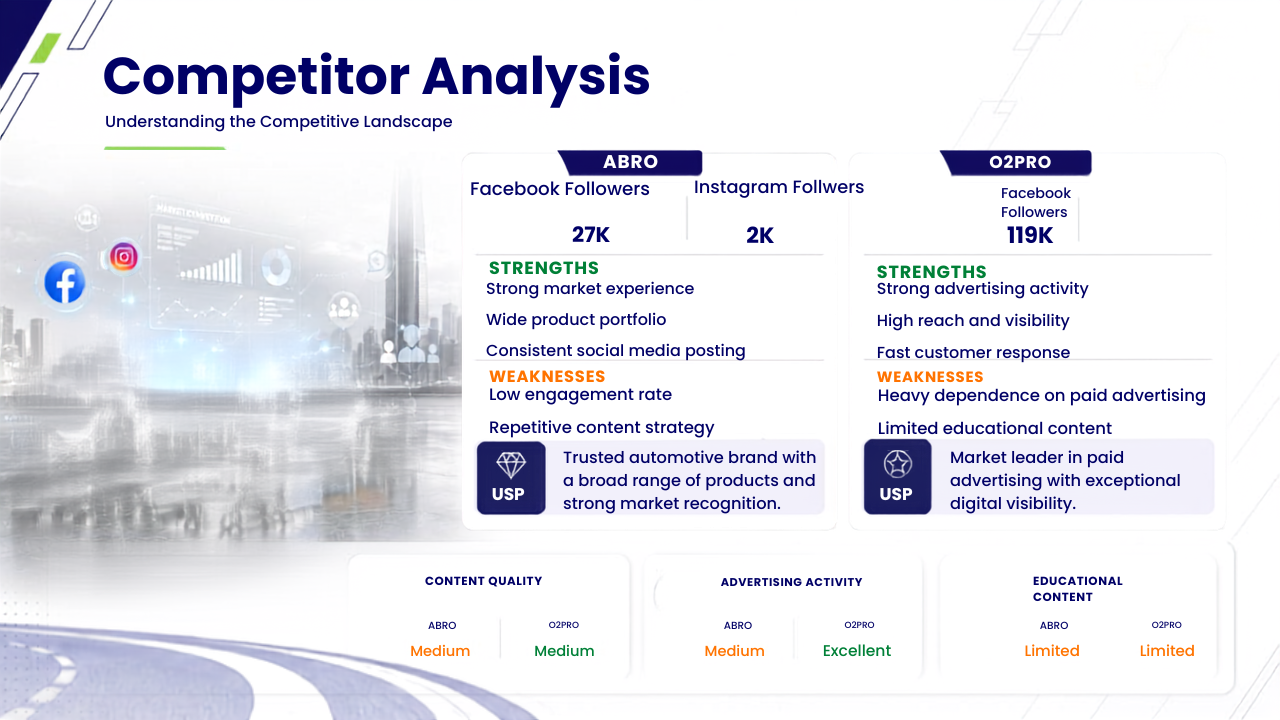 Competitor Analysis
Understanding the Competitive Landscape
MARKET COMPETITION
ABRO
Facebook Followers
Instagram Follwers
27K
2K
STRENGTHS
Strong market experience
Wide product portfolio
Consistent social media posting
WEAKNESSES
Low engagement rate
Repetitive content strategy
USP
Trusted automotive brand with
a broad range of products and
strong market recognition.
O2PRO
Facebook
Followers
119K
STRENGTHS
Strong advertising activity
High reach and visibility
Fast customer response
WEAKNESSES
Heavy dependence on paid advertising
Limited educational content
USP
Market leader in paid
advertising with exceptional
digital visibility.
CONTENT QUALITY
ABRO
O2PRO
Medium
Medium
ADVERTISING ACTIVITY
ABRO
O2PRO
Medium
Excellent
EDUCATIONAL
CONTENT
ABRO
O2PRO
Limited
Limited